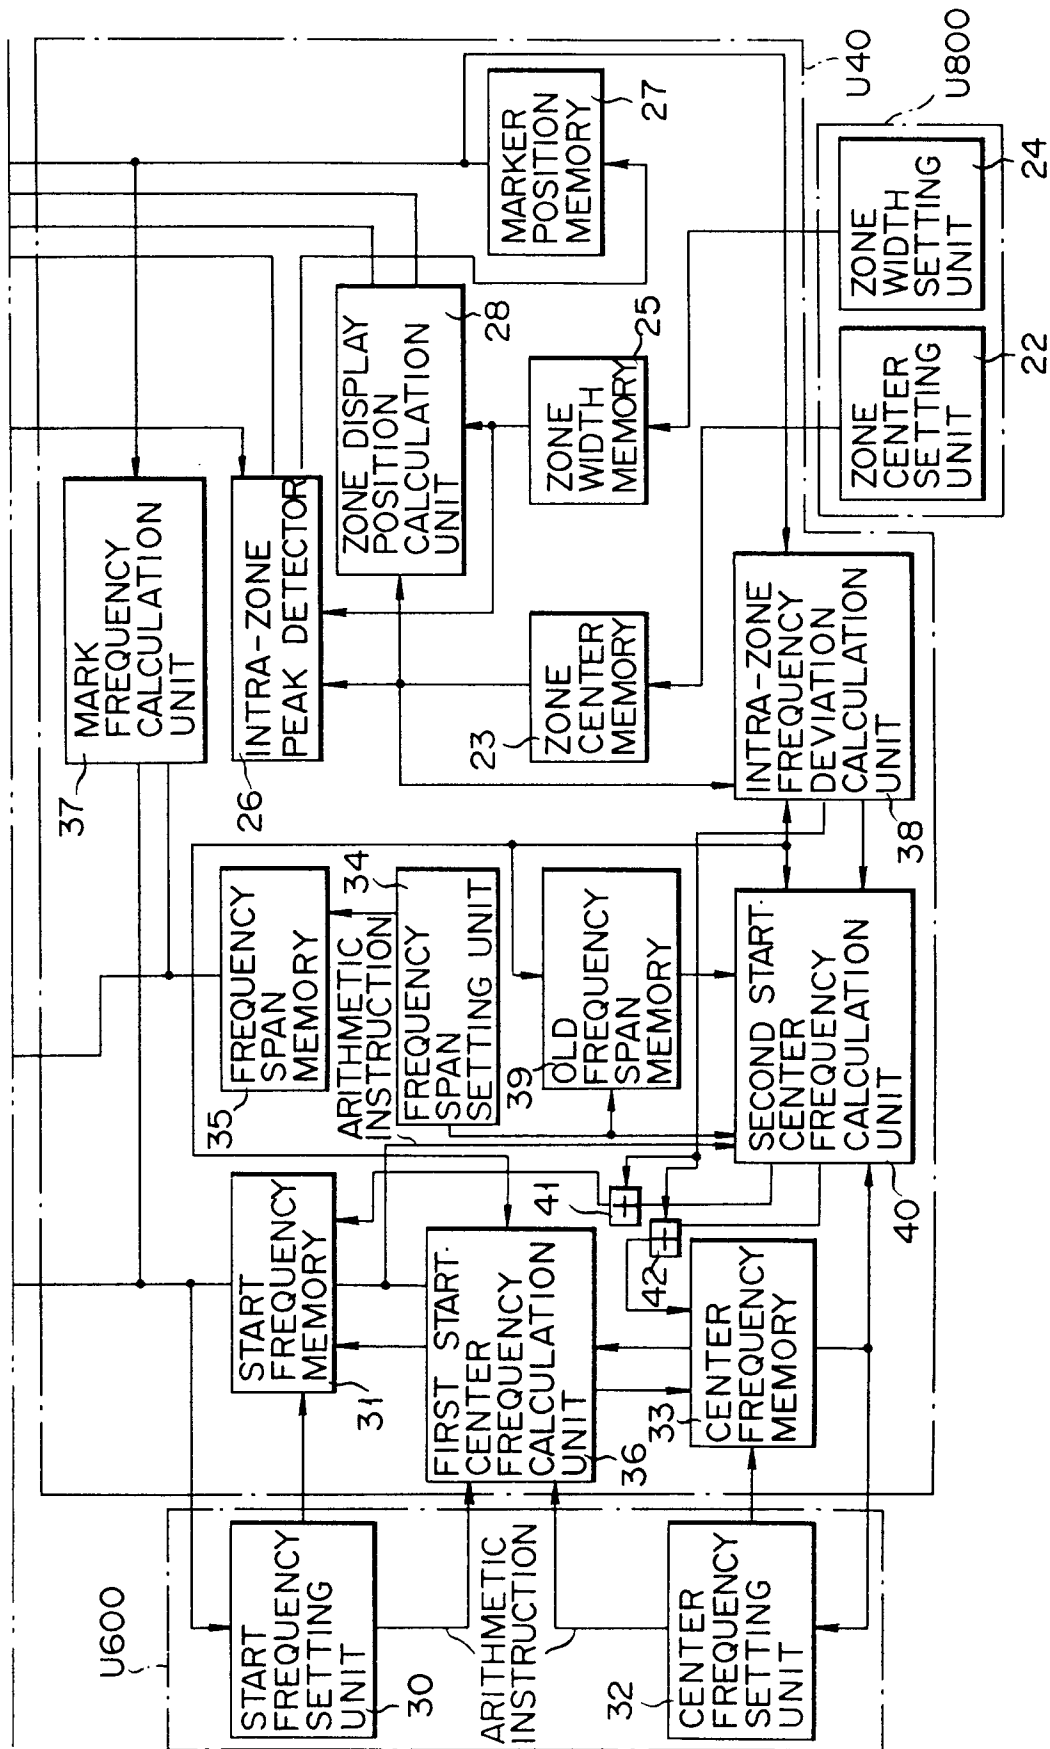 U600
START
FREQUENCY
SETTING
UNIT
30
ARITHMETIC
INSTRUCTION
32
CENTER
FREQUENCY
SETTING
UNIT
START
FREQUENCY
MEMORY
31
FIRST START·
CENTER
FREQUENCY
CALCULATION
UNIT
36
33
CENTER
FREQUENCY
MEMORY
41
42
35
FREQUENCY
SPAN
MEMORY
ARITHMETIC
INSTRUCTION
34
FREQUENCY
SPAN
SETTING UNIT
39
OLD
FREQUENCY
SPAN
MEMORY
SECOND START·
CENTER
FREQUENCY
CALCULATION
UNIT
40
37
MARK
FREQUENCY
CALCULATION
UNIT
26
INTRA-ZONE
PEAK DETECTOR
ZONE DISPLAY
POSITION
CALCULATION
UNIT
28
23
ZONE
CENTER
MEMORY
ZONE
WIDTH
MEMORY
25
MARKER
POSITION
MEMORY
27
INTRA-ZONE
FREQUENCY
DEVIATION
CALCULATION
UNIT
38
ZONE
CENTER
SETTING
UNIT
22
ZONE
WIDTH
SETTING
UNIT
24
U40
U800